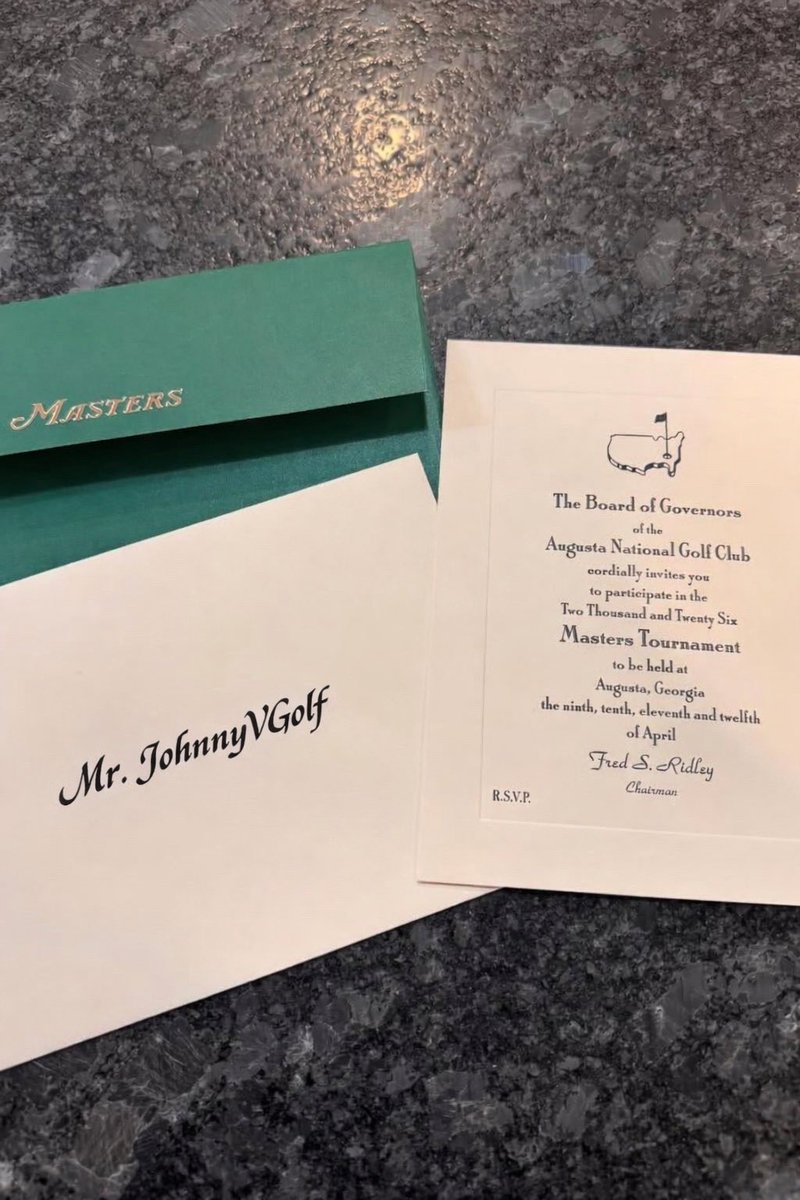 MASTERS
Mr. JohnnyVGolf
The Board of Governors
of the
Augusta National Golf Club
cordially invites you
to participate in the
Two Thousand and Twenty Six
Masters Tournament
to be held at
Augusta, Georgia
the ninth, tenth, eleventh and twelfth
of April
Fred S. Ridley
Chairman
R.S.V.P.